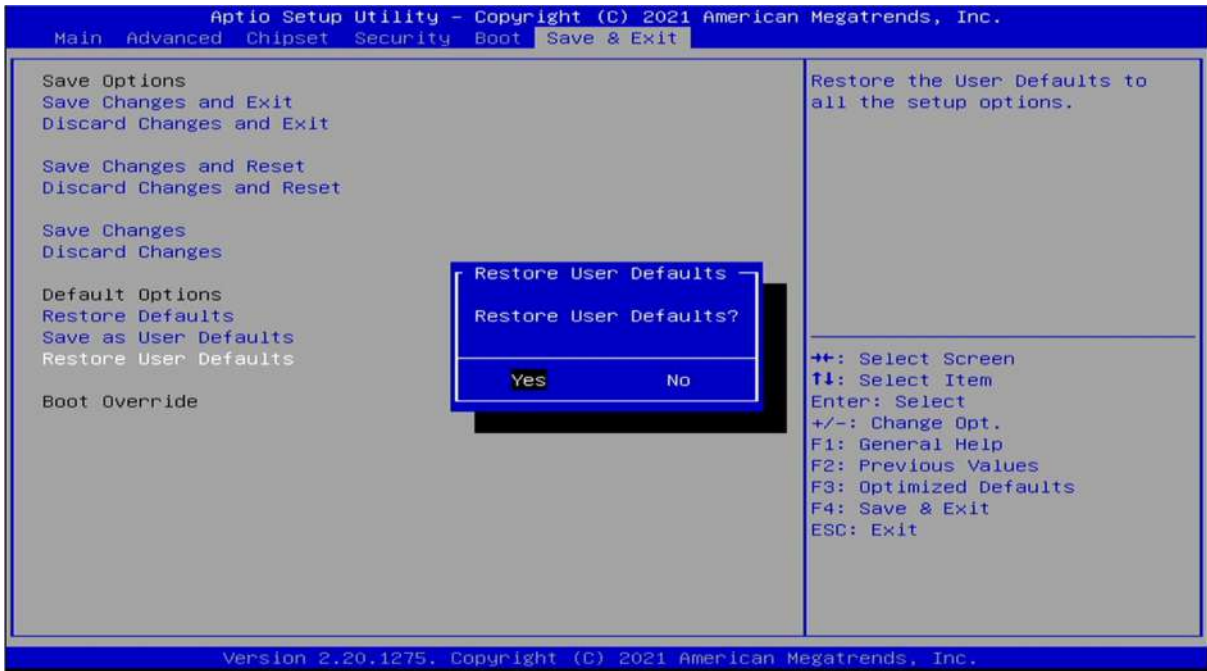 Aptio Setup Utility – Copyright (C) 2021 American Megatrends, Inc.
Main Advanced Chipset Security Boot Save & Exit
Save Options
Save Changes and Exit
Discard Changes and Exit
Save Changes and Reset
Discard Changes and Reset
Save Changes
Discard Changes
Default Options
Restore Defaults
Save as User Defaults
Restore User Defaults
Boot Override
Restore User Defaults
Restore User Defaults?
Yes No
Restore the User Defaults to
all the setup options.
→←: Select Screen
↑↓: Select Item
Enter: Select
+/-: Change Opt.
F1: General Help
F2: Previous Values
F3: Optimized Defaults
F4: Save & Exit
ESC: Exit
Version 2.20.1275. Copyright (C) 2021 American Megatrends, Inc.